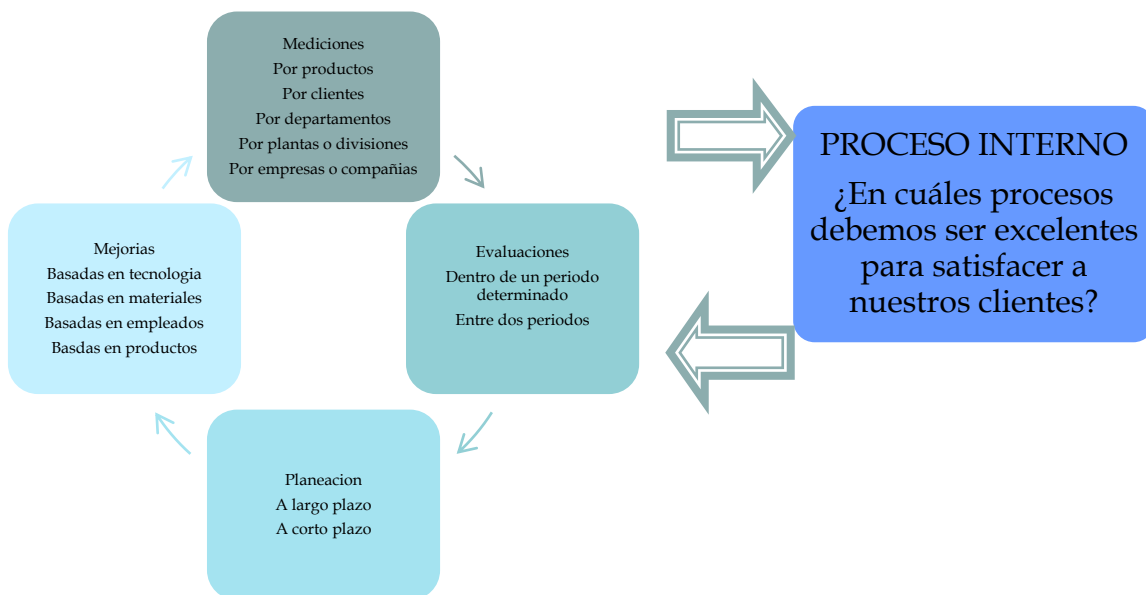 Mediciones
Por productos
Por clientes
Por departamentos
Por plantas o divisiones
Por empresas o compañias
Evaluaciones
Dentro de un periodo
determinado
Entre dos periodos
Planeacion
A largo plazo
A corto plazo
Mejorias
Basadas en tecnologia
Basadas en materiales
Basadas en empleados
Basdas en productos
PROCESO INTERNO
¿En cuáles procesos
debemos ser excelentes
para satisfacer a
nuestros clientes?